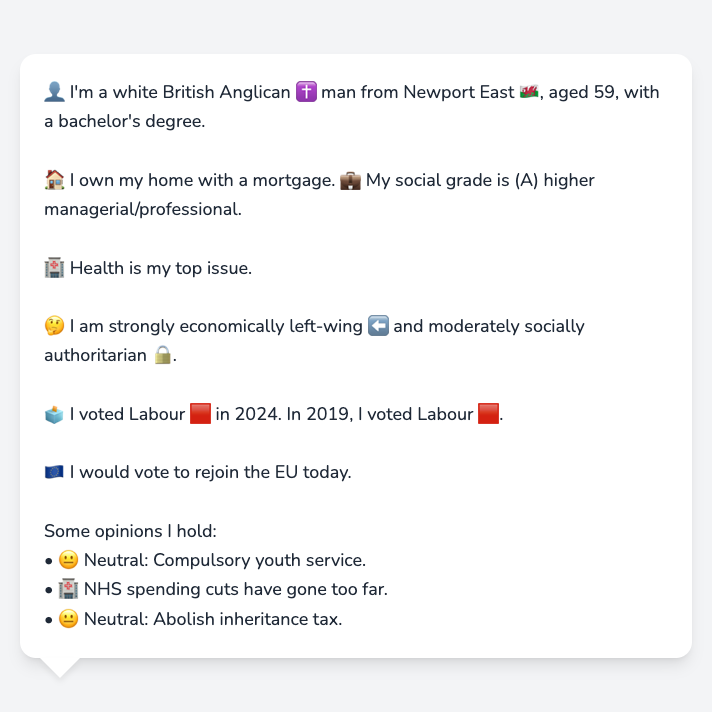 👤 I'm a white British Anglican ✝️ man from Newport East 🏴󠁧󠁢󠁷󠁬󠁳󠁿, aged 59, with
a bachelor's degree.
🏠 I own my home with a mortgage. 💼 My social grade is (A) higher
managerial/professional.
🏥 Health is my top issue.
🤔 I am strongly economically left-wing ⬅️ and moderately socially
authoritarian 🔒.
🗳️ I voted Labour 🟥 in 2024. In 2019, I voted Labour 🟥.
🇪🇺 I would vote to rejoin the EU today.
Some opinions I hold:
• 😐 Neutral: Compulsory youth service.
• 🏥 NHS spending cuts have gone too far.
• 😐 Neutral: Abolish inheritance tax.